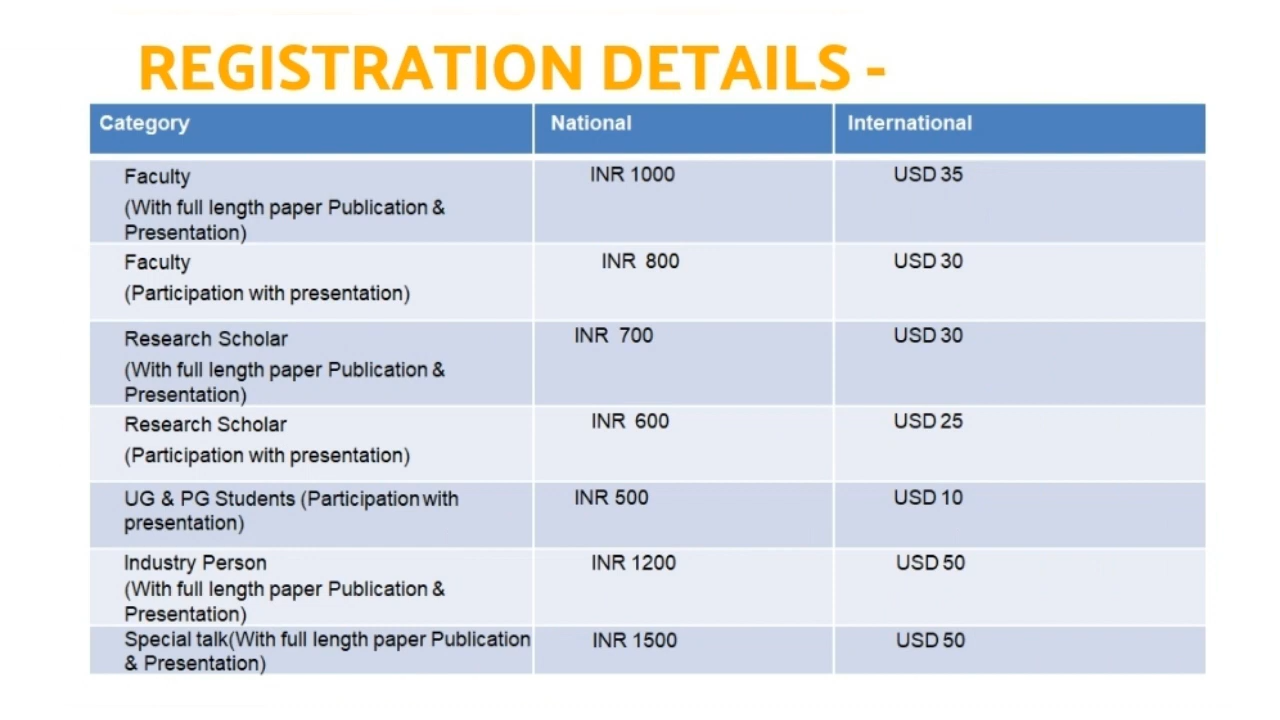 REGISTRATION DETAILS -
Category National International
Faculty INR 1000 USD 35
(With full length paper Publication &
Presentation)
Faculty INR 800 USD 30
(Participation with presentation)
Research Scholar INR 700 USD 30
(With full length paper Publication &
Presentation)
Research Scholar INR 600 USD 25
(Participation with presentation)
UG & PG Students (Participation with INR 500 USD 10
presentation)
Industry Person INR 1200 USD 50
(With full length paper Publication &
Presentation)
Special talk(With full length paper Publication INR 1500 USD 50
& Presentation)